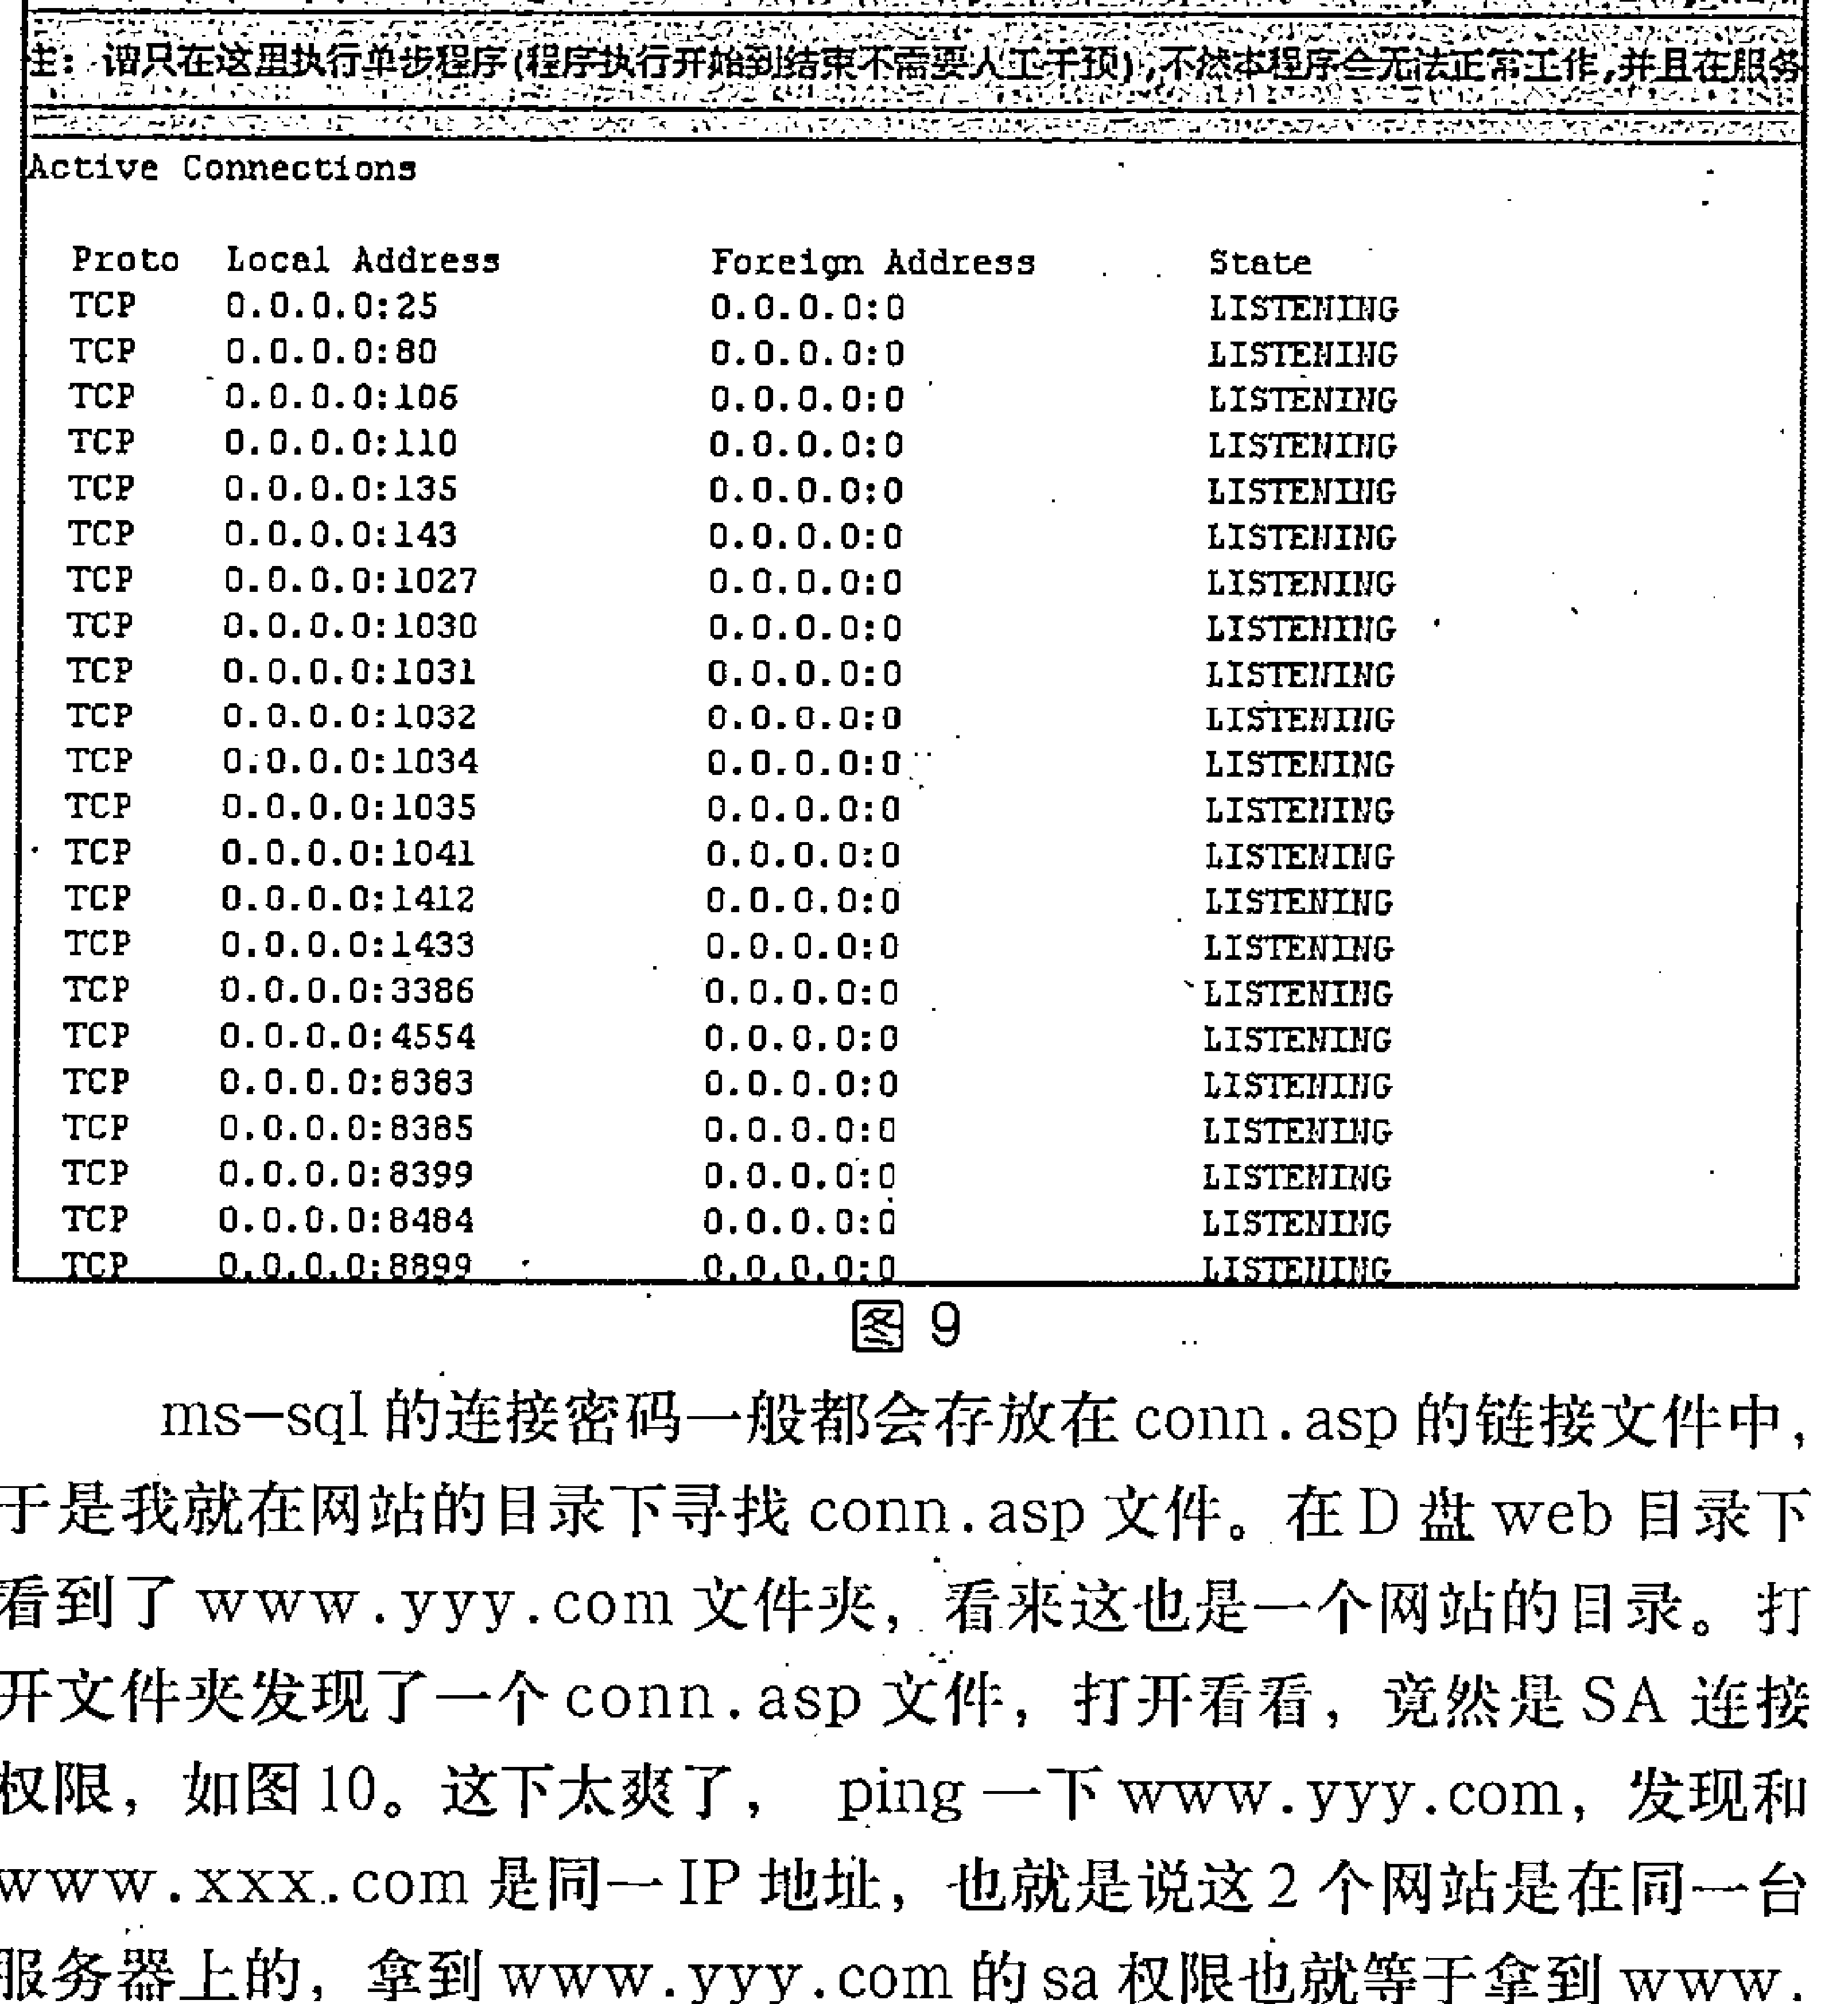 注: 请只在这里执行单步程序(程序执行开始到结束不需要人工干预),不然本程序会无法正常工作,并且在服务
Active Connections
Proto Local Address Foreign Address State
TCP 0.0.0.0:25 0.0.0.0:0 LISTENING
TCP 0.0.0.0:80 0.0.0.0:0 LISTENING
TCP 0.0.0.0:106 0.0.0.0:0 LISTENING
TCP 0.0.0.0:110 0.0.0.0:0 LISTENING
TCP 0.0.0.0:135 0.0.0.0:0 LISTENING
TCP 0.0.0.0:143 0.0.0.0:0 LISTENING
TCP 0.0.0.0:1027 0.0.0.0:0 LISTENING
TCP 0.0.0.0:1030 0.0.0.0:0 LISTENING
TCP 0.0.0.0:1031 0.0.0.0:0 LISTENING
TCP 0.0.0.0:1032 0.0.0.0:0 LISTENING
TCP 0.0.0.0:1034 0.0.0.0:0 LISTENING
TCP 0.0.0.0:1035 0.0.0.0:0 LISTENING
TCP 0.0.0.0:1041 0.0.0.0:0 LISTENING
TCP 0.0.0.0:1412 0.0.0.0:0 LISTENING
TCP 0.0.0.0:1433 0.0.0.0:0 LISTENING
TCP 0.0.0.0:3386 0.0.0.0:0 LISTENING
TCP 0.0.0.0:4554 0.0.0.0:0 LISTENING
TCP 0.0.0.0:8383 0.0.0.0:0 LISTENING
TCP 0.0.0.0:8385 0.0.0.0:0 LISTENING
TCP 0.0.0.0:8399 0.0.0.0:0 LISTENING
TCP 0.0.0.0:8484 0.0.0.0:0 LISTENING
TCP 0.0.0.0:8899 0.0.0.0:0 LISTENING
图 9
ms-sql 的连接密码一般都会存放在 conn.asp 的链接文件中,
于是我就在网站的目录下寻找 conn.asp 文件。在 D 盘 web 目录下
看到了 www.yyy.com 文件夹，看来这也是一个网站的目录。打
开文件夹发现了一个 conn.asp 文件，打开看看，竟然是 SA 连接
权限，如图 10。这下太爽了， ping 一下 www.yyy.com，发现和
www.xxx.com 是同一 IP 地址，也就是说这 2 个网站是在同一台
服务器上的，拿到 www.yyy.com 的 sa 权限也就等于拿到 www.